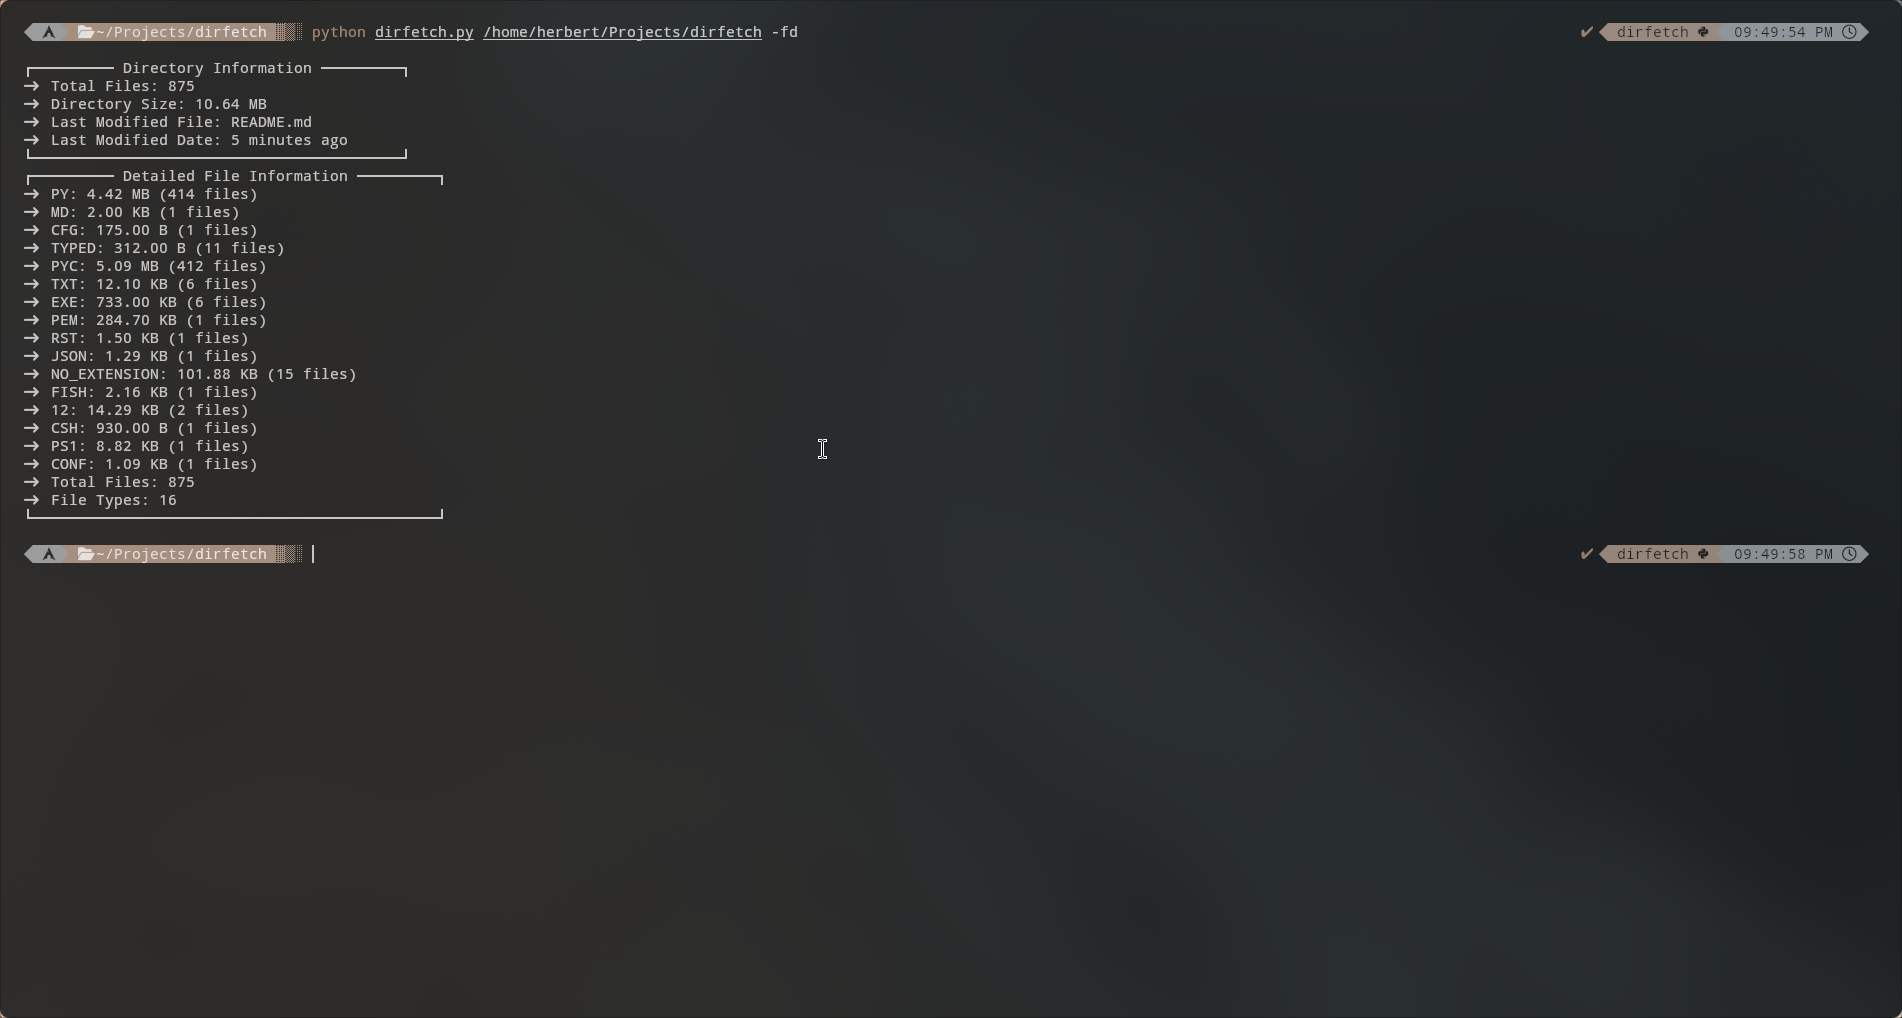 ~/Projects/dirfetch python dirfetch.py /home/herbert/Projects/dirfetch -fd ✔ dirfetch 09:49:54 PM
Directory Information
→ Total Files: 875
→ Directory Size: 10.64 MB
→ Last Modified File: README.md
→ Last Modified Date: 5 minutes ago
Detailed File Information
→ PY: 4.42 MB (414 files)
→ MD: 2.00 KB (1 files)
→ CFG: 175.00 B (1 files)
→ TYPED: 312.00 B (11 files)
→ PYC: 5.09 MB (412 files)
→ TXT: 12.10 KB (6 files)
→ EXE: 733.00 KB (6 files)
→ PEM: 284.70 KB (1 files)
→ RST: 1.50 KB (1 files)
→ JSON: 1.29 KB (1 files)
→ NO_EXTENSION: 101.88 KB (15 files)
→ FISH: 2.16 KB (1 files)
→ 12: 14.29 KB (2 files)
→ CSH: 930.00 B (1 files)
→ PS1: 8.82 KB (1 files)
→ CONF: 1.09 KB (1 files)
→ Total Files: 875
→ File Types: 16
~/Projects/dirfetch ✔ dirfetch 09:49:58 PM